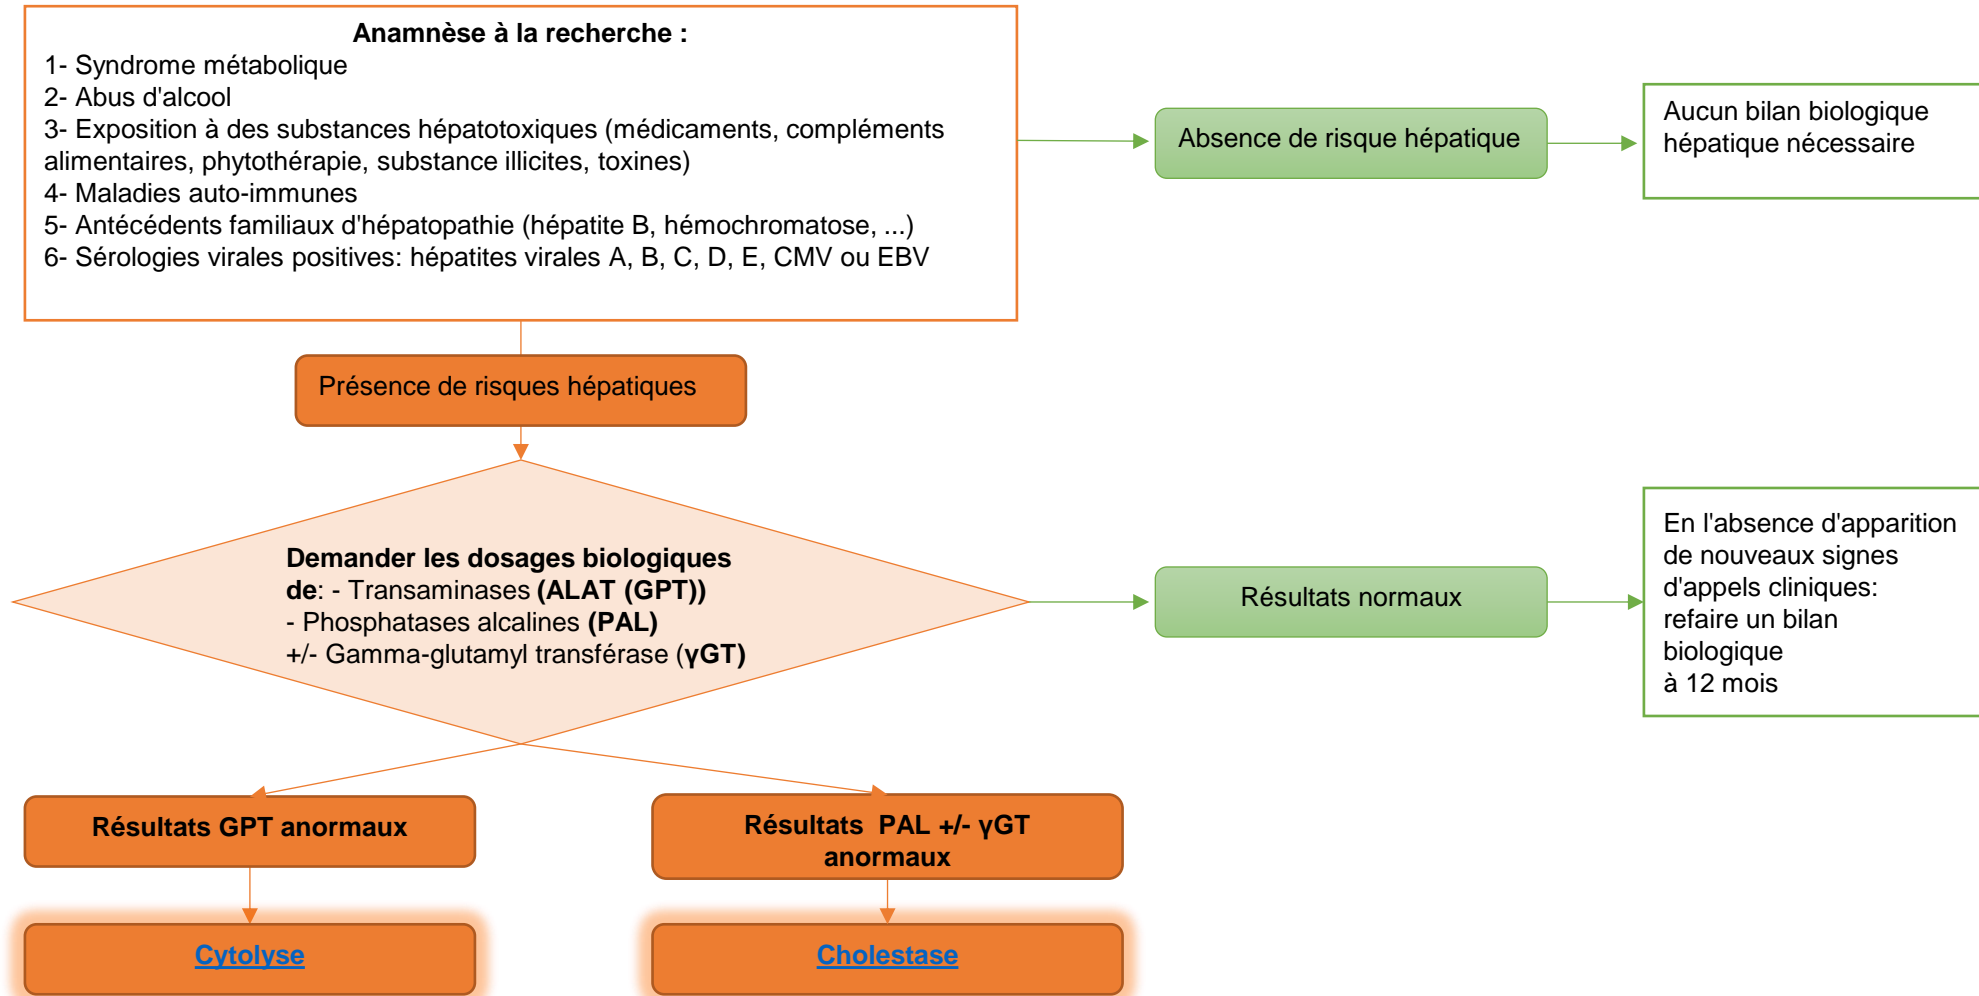 Anamnèse à la recherche :
1- Syndrome métabolique
2- Abus d'alcool
3- Exposition à des substances hépatotoxiques (médicaments, compléments
alimentaires, phytothérapie, substance illicites, toxines)
4- Maladies auto-immunes
5- Antécédents familiaux d'hépatopathie (hépatite B, hémochromatose, ...)
6- Sérologies virales positives: hépatites virales A, B, C, D, E, CMV ou EBV
Absence de risque hépatique
Aucun bilan biologique
hépatique nécessaire
Présence de risques hépatiques
Demander les dosages biologiques
de: - Transaminases (ALAT (GPT))
- Phosphatases alcalines (PAL)
+/- Gamma-glutamyl transférase (γGT)
Résultats normaux
En l'absence d'apparition
de nouveaux signes
d'appels cliniques:
refaire un bilan
biologique
à 12 mois
Résultats GPT anormaux
Résultats PAL +/- γGT
anormaux
Cytolyse
Cholestase